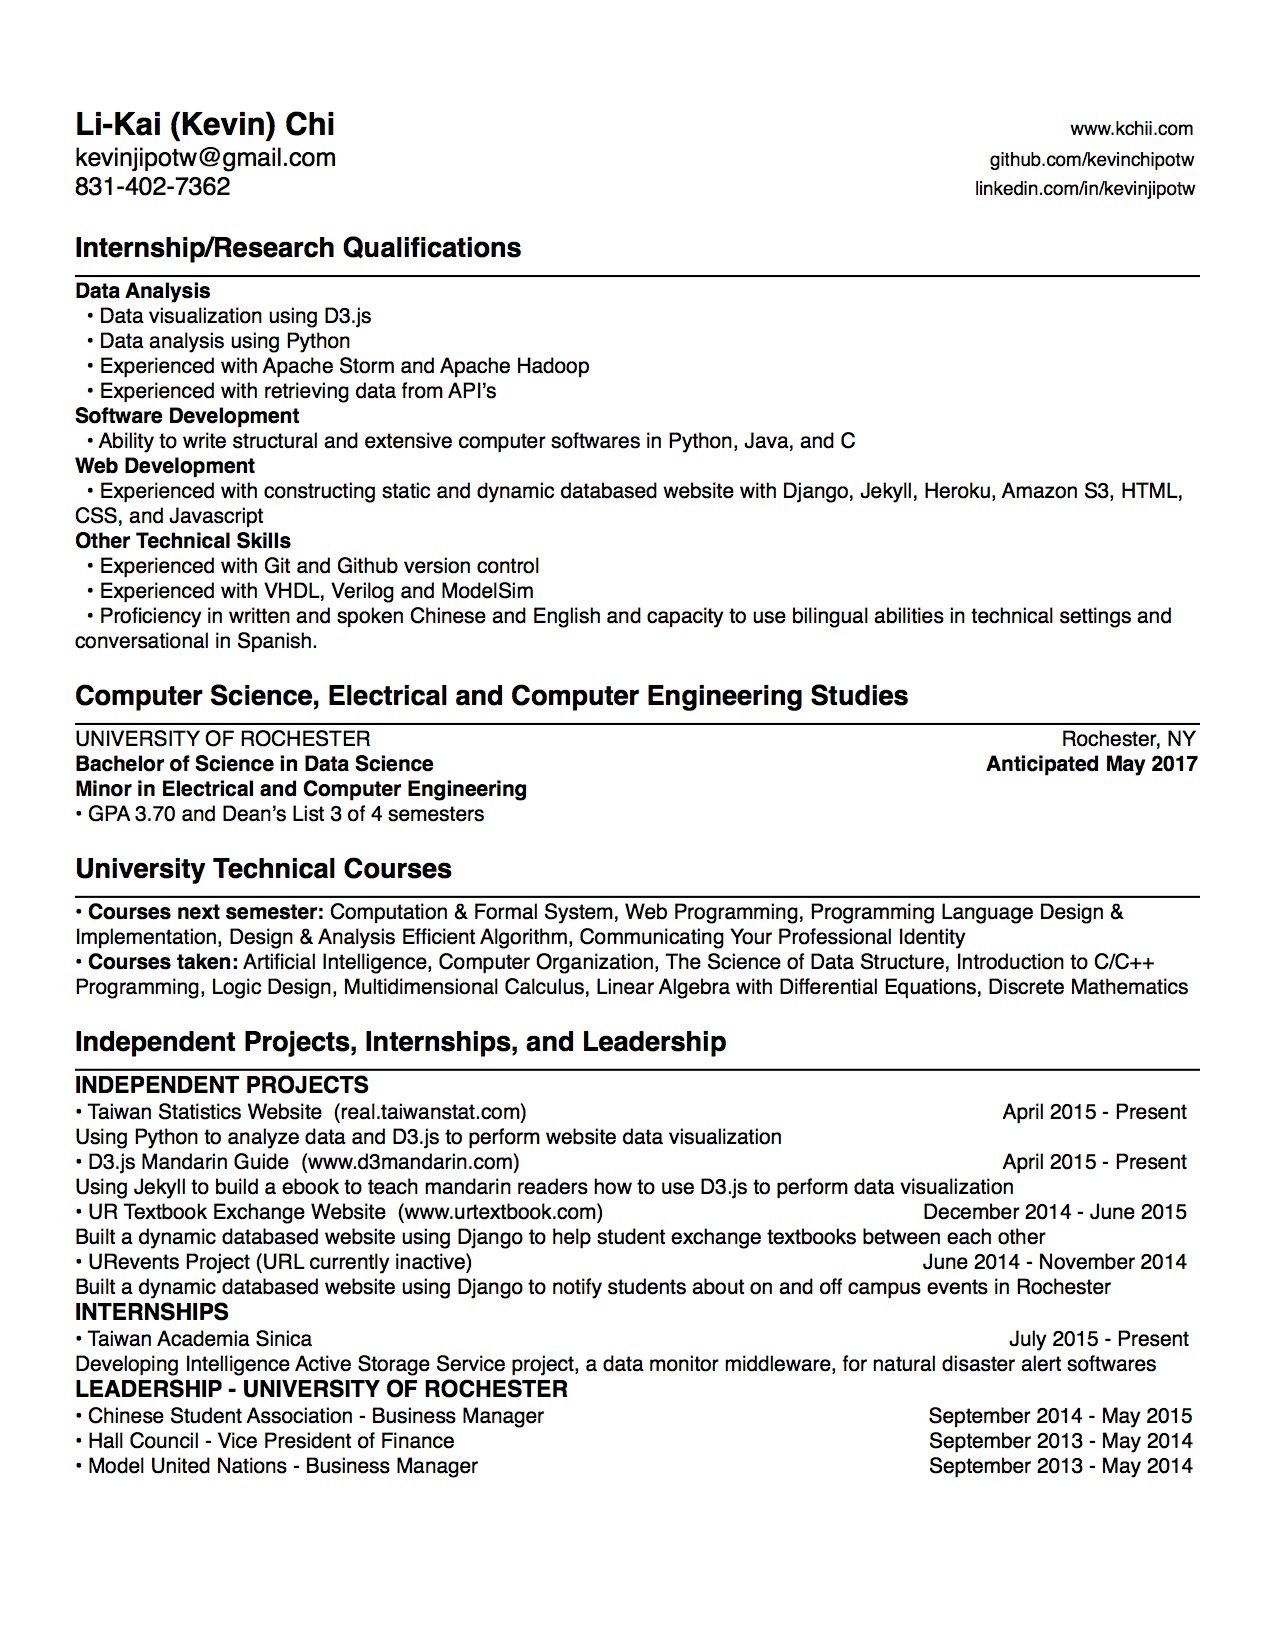 Li-Kai (Kevin) Chi www.kchii.com
kevinjipotw@gmail.com github.com/kevinchipotw
831-402-7362 linkedin.com/in/kevinjipotw
Internship/Research Qualifications
Data Analysis
• Data visualization using D3.js
• Data analysis using Python
• Experienced with Apache Storm and Apache Hadoop
• Experienced with retrieving data from API’s
Software Development
• Ability to write structural and extensive computer softwares in Python, Java, and C
Web Development
• Experienced with constructing static and dynamic databased website with Django, Jekyll, Heroku, Amazon S3, HTML,
CSS, and Javascript
Other Technical Skills
• Experienced with Git and Github version control
• Experienced with VHDL, Verilog and ModelSim
• Proficiency in written and spoken Chinese and English and capacity to use bilingual abilities in technical settings and
conversational in Spanish.
Computer Science, Electrical and Computer Engineering Studies
UNIVERSITY OF ROCHESTER Rochester, NY
Bachelor of Science in Data Science Anticipated May 2017
Minor in Electrical and Computer Engineering
• GPA 3.70 and Dean’s List 3 of 4 semesters
University Technical Courses
• Courses next semester: Computation & Formal System, Web Programming, Programming Language Design &
Implementation, Design & Analysis Efficient Algorithm, Communicating Your Professional Identity
• Courses taken: Artificial Intelligence, Computer Organization, The Science of Data Structure, Introduction to C/C++
Programming, Logic Design, Multidimensional Calculus, Linear Algebra with Differential Equations, Discrete Mathematics
Independent Projects, Internships, and Leadership
INDEPENDENT PROJECTS
• Taiwan Statistics Website (real.taiwanstat.com) April 2015 - Present
Using Python to analyze data and D3.js to perform website data visualization
• D3.js Mandarin Guide (www.d3mandarin.com) April 2015 - Present
Using Jekyll to build a ebook to teach mandarin readers how to use D3.js to perform data visualization
• UR Textbook Exchange Website (www.urtextbook.com) December 2014 - June 2015
Built a dynamic databased website using Django to help student exchange textbooks between each other
• URevents Project (URL currently inactive) June 2014 - November 2014
Built a dynamic databased website using Django to notify students about on and off campus events in Rochester
INTERNSHIPS
• Taiwan Academia Sinica July 2015 - Present
Developing Intelligence Active Storage Service project, a data monitor middleware, for natural disaster alert softwares
LEADERSHIP - UNIVERSITY OF ROCHESTER
• Chinese Student Association - Business Manager September 2014 - May 2015
• Hall Council - Vice President of Finance September 2013 - May 2014
• Model United Nations - Business Manager September 2013 - May 2014